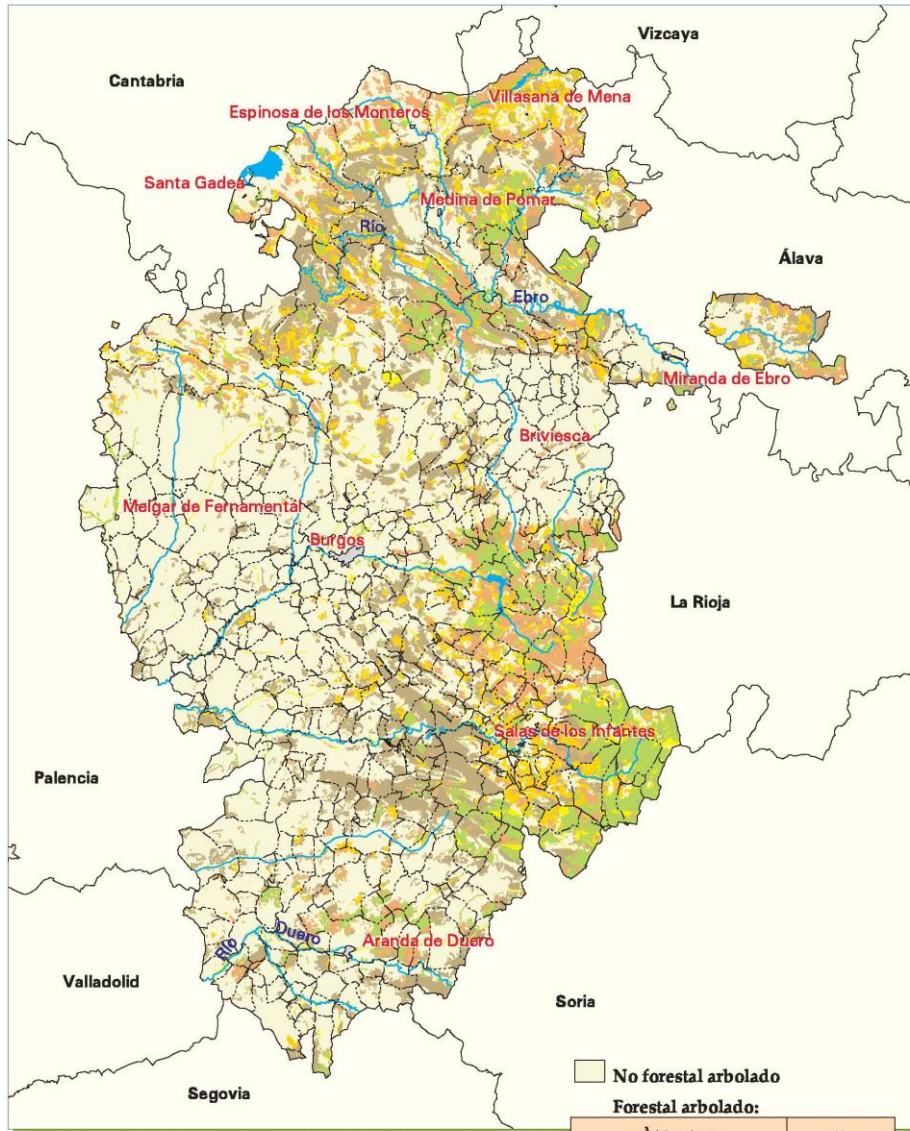 Vizcaya
Cantabria
Villasana de Mena
Espinosa de los Monteros
Santa Gadea
Medina de Pomar
Río
Álava
Ebro
Miranda de Ebro
Briviesca
Melgar de Fernamental
Burgos
La Rioja
Salas de los Infantes
Palencia
Duero
Aranda de Duero
Río
Valladolid
Soria
No forestal arbolado
Segovia
Forestal arbolado: